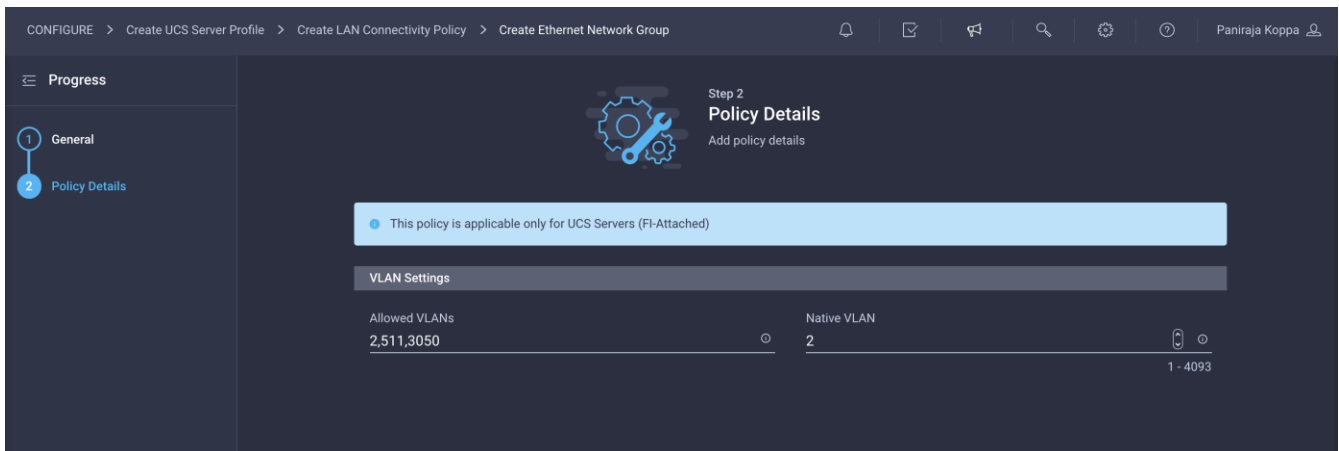 CONFIGURE > Create UCS Server Profile > Create LAN Connectivity Policy > Create Ethernet Network Group
Paniraja Koppa
Progress
1 General
2 Policy Details
Step 2
Policy Details
Add policy details
This policy is applicable only for UCS Servers (FI-Attached)
VLAN Settings
Allowed VLANs
2,511,3050
Native VLAN
2
1 - 4093